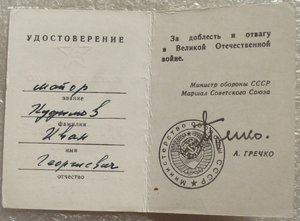 УДОСТОВЕРЕНИЕ
майор
звание
фамилия
Иван
имя
Георгиевич
отчество
За доблесть и отвагу
в Великой Отечественной
войне.
Министр обороны СССР
Маршал Советского Союза
А. ГРЕЧКО